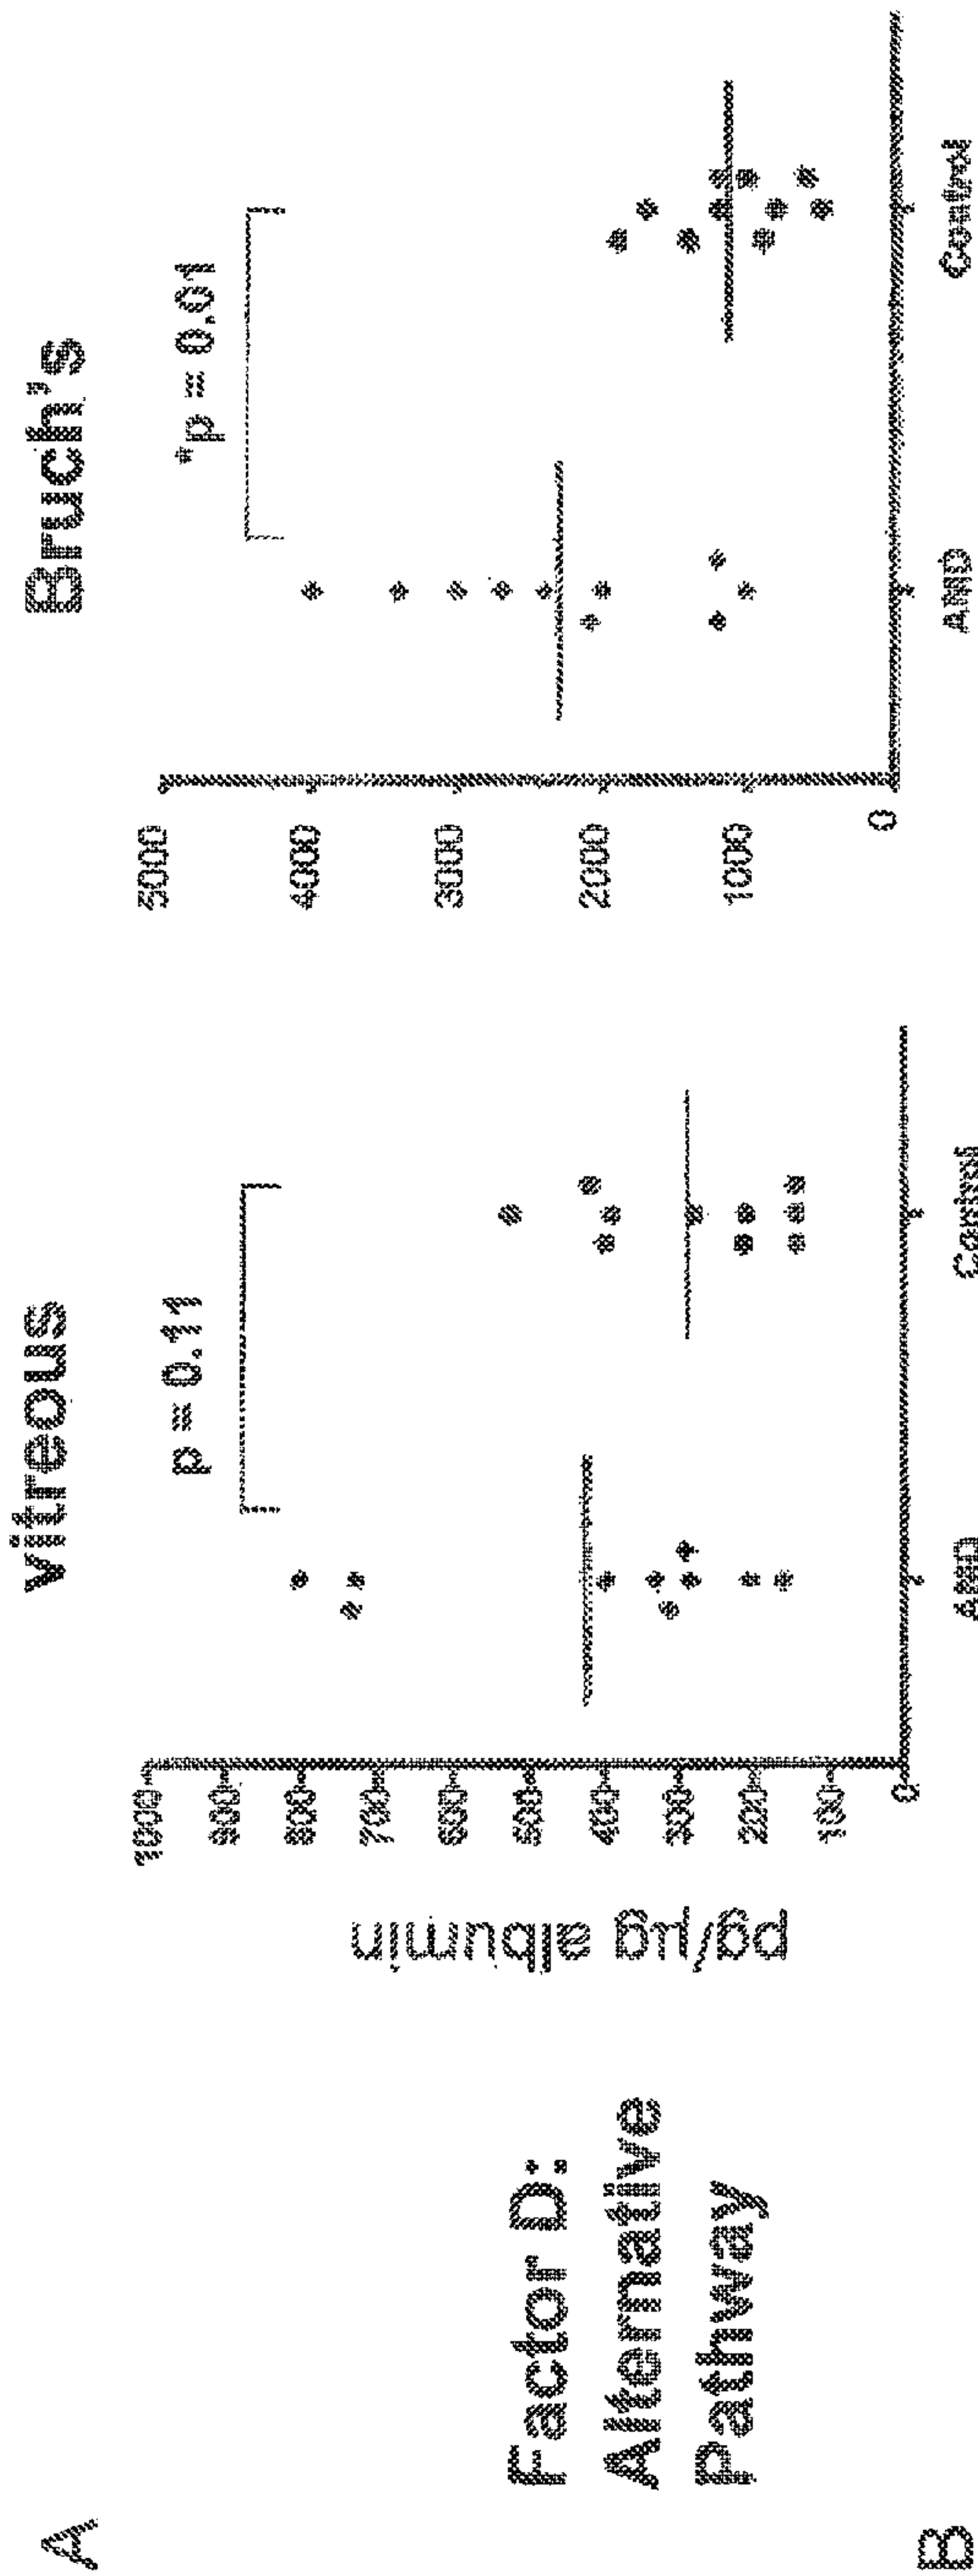 A
vitreous
Bruch's
Factor D:
Alternative
Pathway
pg/µg albumin
1000
900
800
700
600
500
400
300
200
100
0
p = 0.11
AMD
Control
5000
4000
3000
2000
1000
0
*p = 0.01
AMD
Control
B